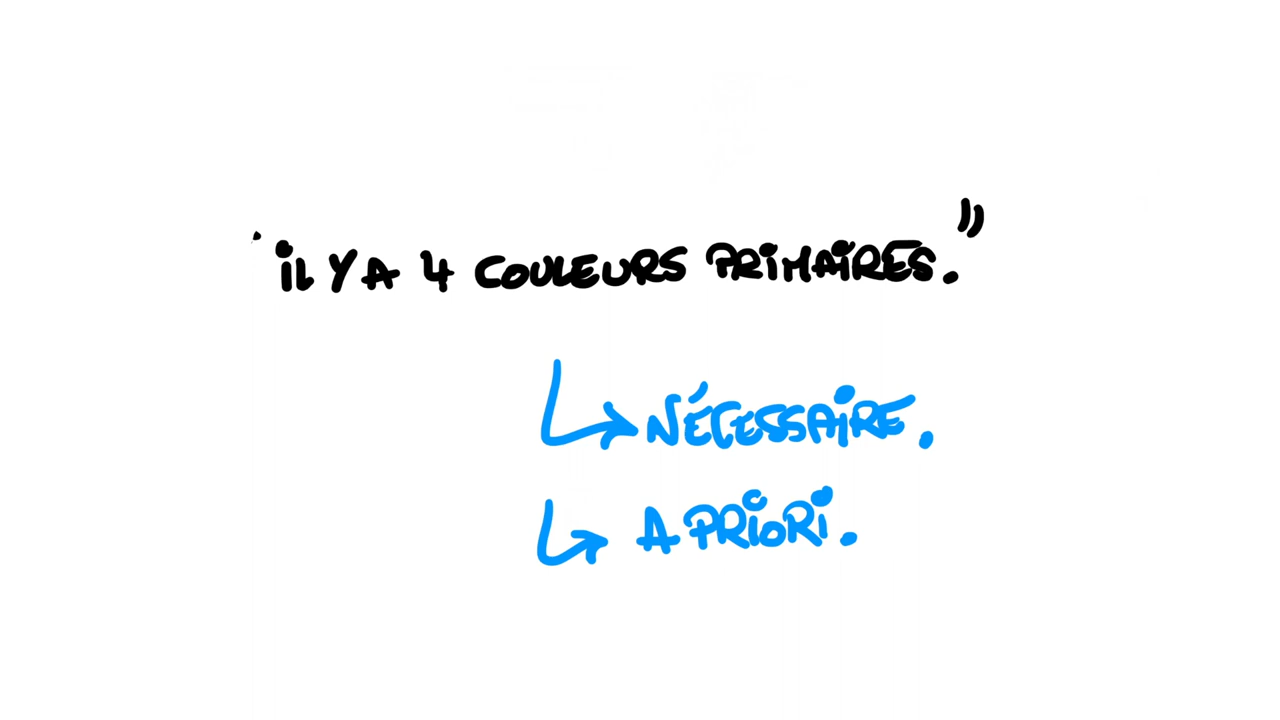 "IL Y A 4 COULEURS PRIMAIRES."
NÉCESSAIRE.
A PRIORI.